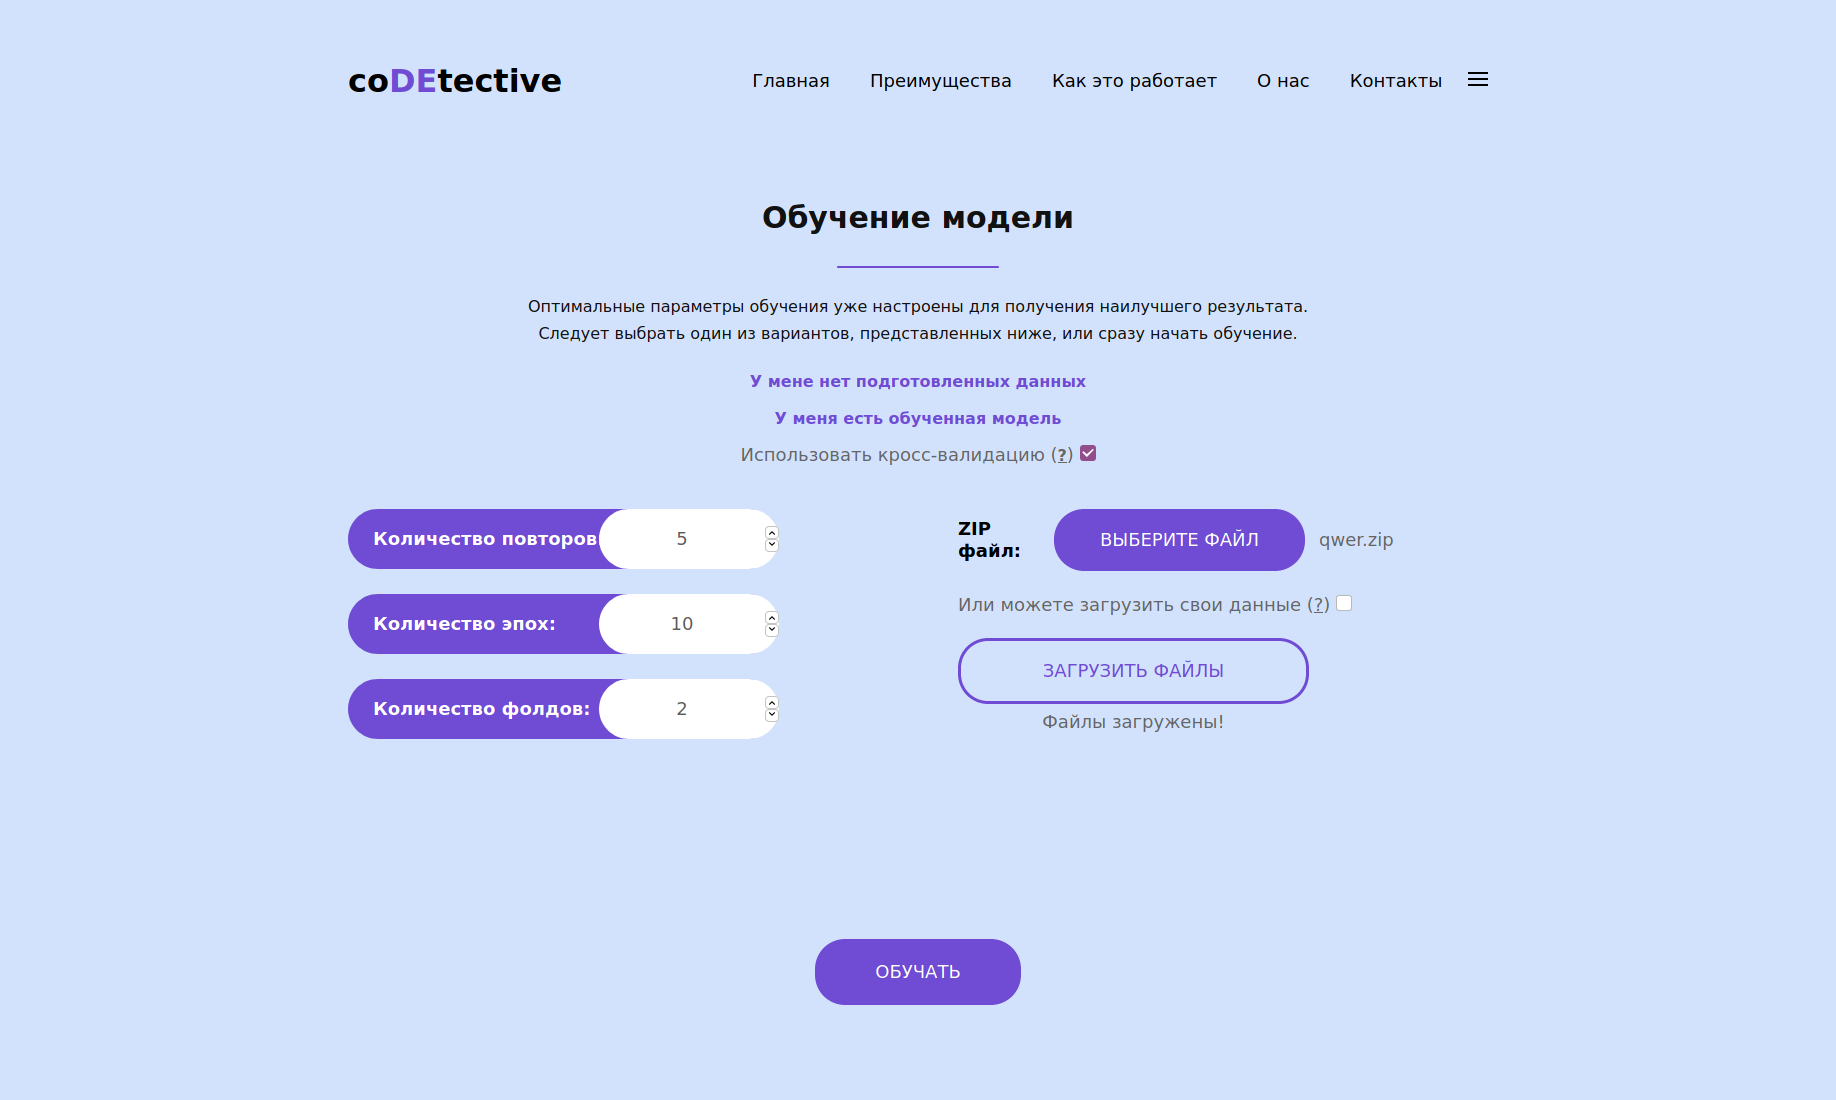 coDEtective
Главная Преимущества Как это работает О нас Контакты
Обучение модели
Оптимальные параметры обучения уже настроены для получения наилучшего результата.
Следует выбрать один из вариантов, представленных ниже, или сразу начать обучение.
У мене нет подготовленных данных
У меня есть обученная модель
Использовать кросс-валидацию (?)
Количество повторов 5
Количество эпох: 10
Количество фолдов: 2
ZIP
файл:
ВЫБЕРИТЕ ФАЙЛ qwer.zip
Или можете загрузить свои данные (?)
ЗАГРУЗИТЬ ФАЙЛЫ
Файлы загружены!
ОБУЧАТЬ